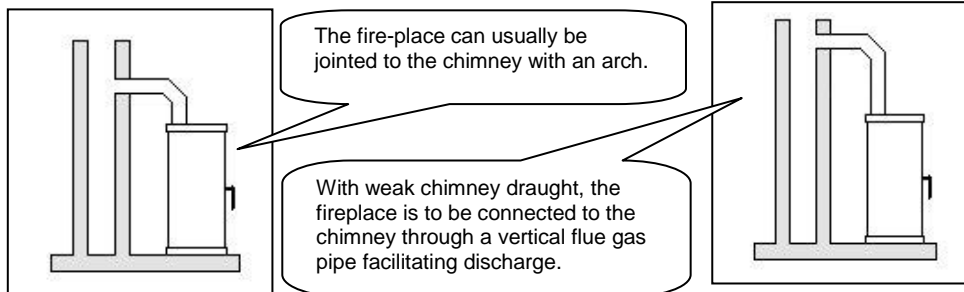 The fire-place can usually be
jointed to the chimney with an arch.
With weak chimney draught, the
fireplace is to be connected to the
chimney through a vertical flue gas
pipe facilitating discharge.